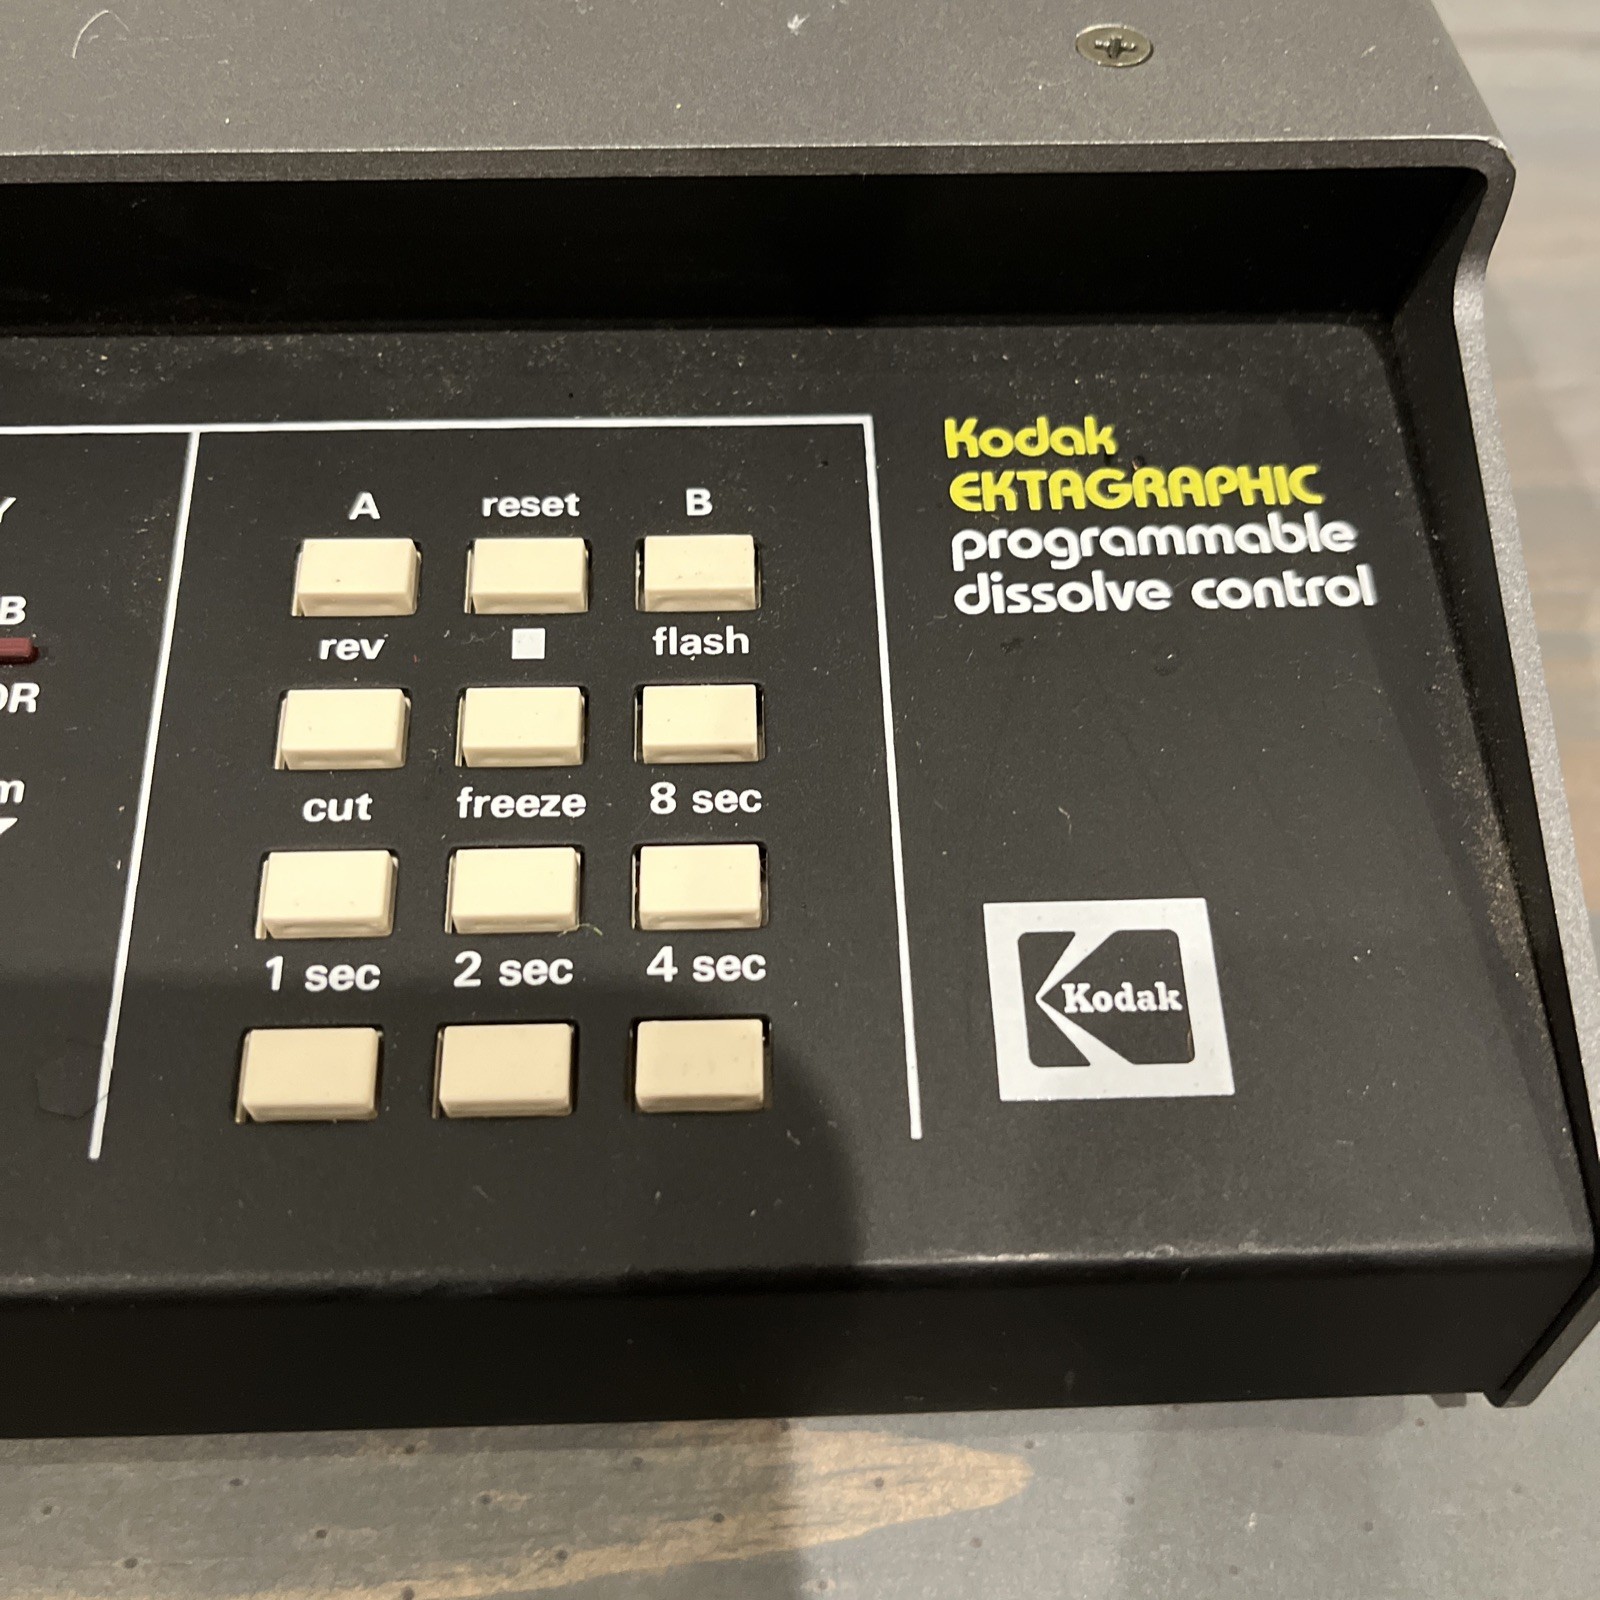 A reset B
rev flash
cut freeze 8 sec
1 sec 2 sec 4 sec
B
Kodak
EKTAGRAPHIC
programmable
dissolve control
Kodak